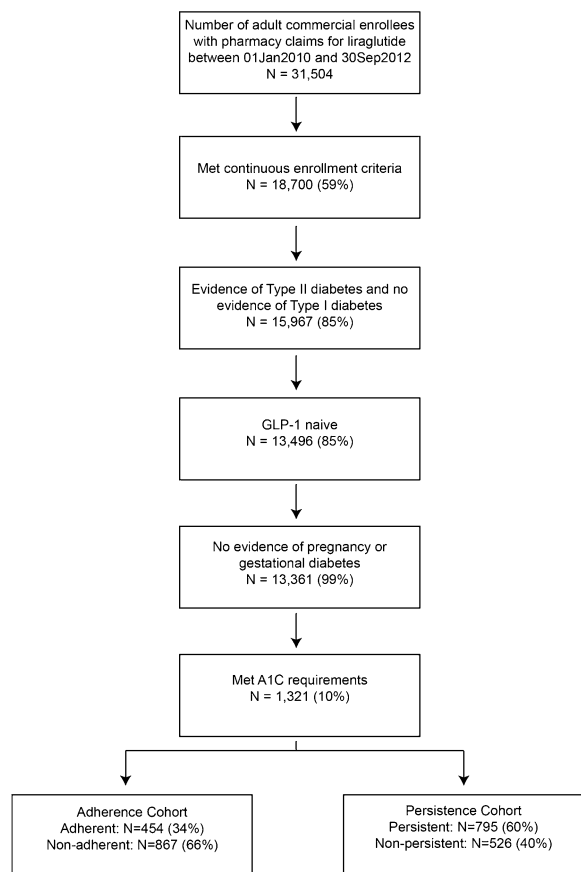 Number of adult commercial enrollees
with pharmacy claims for liraglutide
between 01Jan2010 and 30Sep2012
N = 31,504
Met continuous enrollment criteria
N = 18,700 (59%)
Evidence of Type II diabetes and no
evidence of Type I diabetes
N = 15,967 (85%)
GLP-1 naive
N = 13,496 (85%)
No evidence of pregnancy or
gestational diabetes
N = 13,361 (99%)
Met A1C requirements
N = 1,321 (10%)
Adherence Cohort
Adherent: N=454 (34%)
Non-adherent: N=867 (66%)
Persistence Cohort
Persistent: N=795 (60%)
Non-persistent: N=526 (40%)